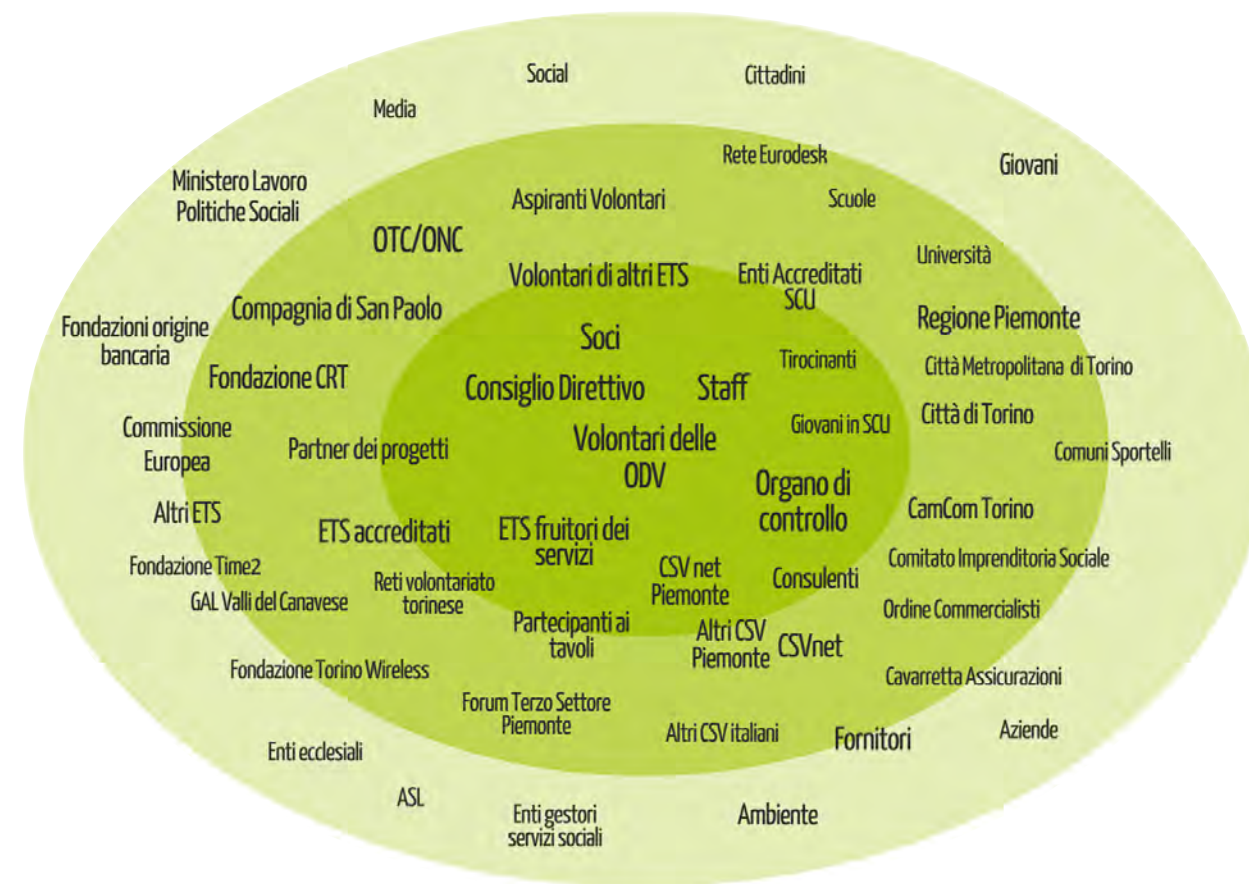 Social
Cittadini
Media
Rete Eurodesk
Giovani
Ministero Lavoro
Politiche Sociali
Aspiranti Volontari
Scuole
OTC/ONC
Università
Volontari di altri ETS
Enti Accreditati
SCU
Compagnia di San Paolo
Regione Piemonte
Fondazioni origine
bancaria
Soci
Tirocinanti
Città Metropolitana di Torino
Fondazione CRT
Consiglio Direttivo
Staff
Città di Torino
Giovani in SCU
Commissione
Europea
Partner dei progetti
Volontari delle
ODV
Comuni Sportelli
Organo di
controllo
Altri ETS
CamCom Torino
ETS accreditati
ETS fruitori dei
servizi
Comitato Imprenditoria Sociale
Fondazione Time2
CSV net
Piemonte
Consulenti
Reti volontariato
torinese
GAL Valli del Canavese
Ordine Commercialisti
Partecipanti ai
tavoli
Altri CSV
Piemonte
CSVnet
Fondazione Torino Wireless
Cavarretta Assicurazioni
Forum Terzo Settore
Piemonte
Altri CSV italiani
Fornitori
Aziende
Enti ecclesiali
ASL
Enti gestori
servizi sociali
Ambiente